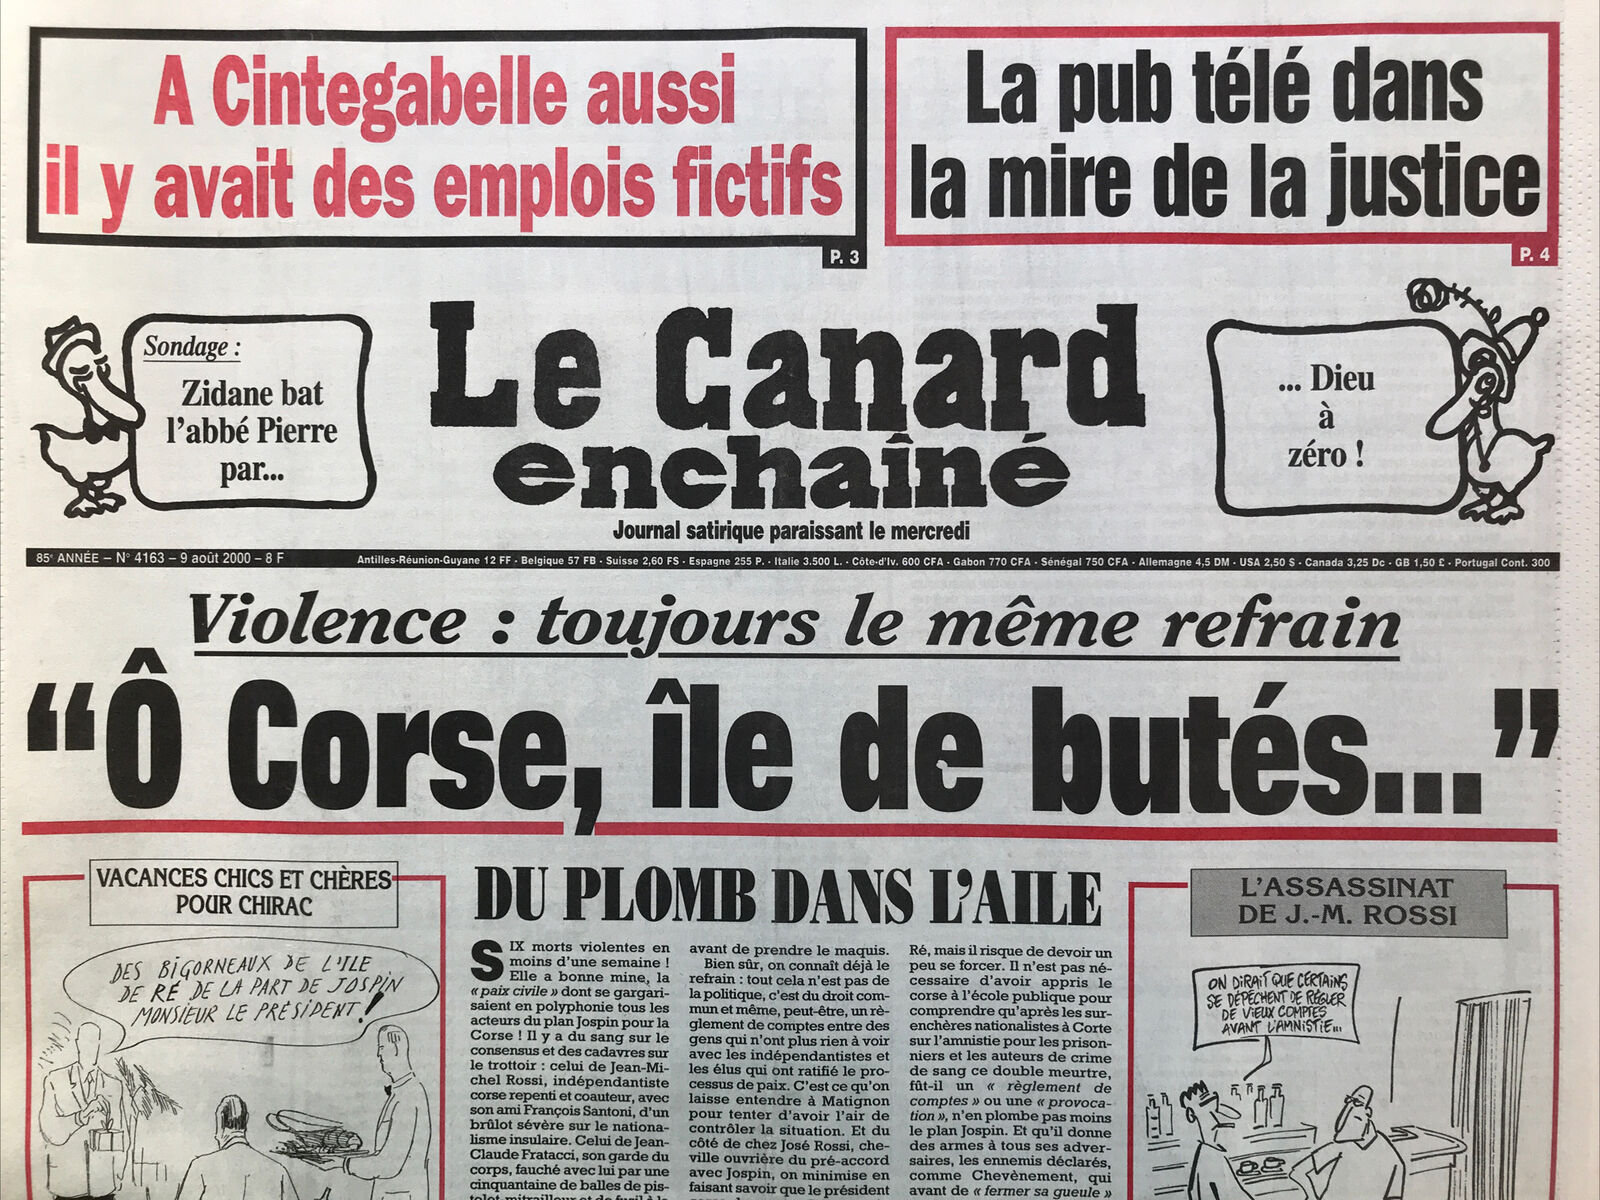 A Cintegabelle aussi
il y avait des emplois fictifs
P. 3
La pub télé dans
la mire de la justice
P. 4
Sondage :
Zidane bat
l'abbé Pierre
par...
Le Canard
enchaîné
Journal satirique paraissant le mercredi
... Dieu
à
zéro !
85e ANNÉE – N° 4163 – 9 août 2000 – 8 F
Antilles-Réunion-Guyane 12 FF - Belgique 57 FB - Suisse 2,60 FS - Espagne 255 P. - Italie 3.500 L. - Côte-d'Iv. 600 CFA - Gabon 770 CFA - Sénégal 750 CFA - Allemagne 4,5 DM - USA 2,50 $ - Canada 3,25 Dc - GB 1,50 £ - Portugal Cont. 300
Violence : toujours le même refrain
“Ô Corse, île de butés...”
VACANCES CHICS ET CHÈRES
POUR CHIRAC
DES BIGORNEAUX DE L'ILE
DE RÉ DE LA PART DE JOSPIN
MONSIEUR LE PRÉSIDENT !
DU PLOMB DANS L'AILE
SIX morts violentes en
moins d'une semaine !
Elle a bonne mine, la
« paix civile » dont se gargari-
saient en polyphonie tous les
acteurs du plan Jospin pour la
Corse ! Il y a du sang sur le
consensus et des cadavres sur
le trottoir : celui de Jean-Mi-
chel Rossi, indépendantiste
corse repenti et coauteur, avec
son ami François Santoni, d'un
brûlot sévère sur le nationa-
lisme insulaire. Celui de Jean-
Claude Fratacci, son garde du
corps, fauché avec lui par une
cinquantaine de balles de pis-
tolet-mitrailleur et de fusil à la
avant de prendre le maquis.
Bien sûr, on connaît déjà le
refrain : tout cela n'est pas de
la politique, c'est du droit com-
mun et même, peut-être, un rè-
glement de comptes entre des
gens qui n'ont plus rien à voir
avec les indépendantistes et
les élus qui ont ratifié le pro-
cessus de paix. C'est ce qu'on
laisse entendre à Matignon
pour tenter d'avoir l'air de
contrôler la situation. Et du
côté de chez José Rossi, che-
ville ouvrière du pré-accord
avec Jospin, on minimise en
faisant savoir que le président
Ré, mais il risque de devoir un
peu se forcer. Il n'est pas né-
cessaire d'avoir appris le
corse à l'école publique pour
comprendre qu'après les sur-
enchères nationalistes à Corte
sur l'amnistie pour les prison-
niers et les auteurs de crime
de sang ce double meurtre,
fût-il un « règlement de
comptes » ou une « provoca-
tion », n'en plombe pas moins
le plan Jospin. Et qu'il donne
des armes à tous ses adver-
saires, les ennemis déclarés,
comme Chevènement, qui
avant de « fermer sa gueule »
L'ASSASSINAT
DE J.-M. ROSSI
ON DIRAIT QUE CERTAINS
SE DÉPÊCHENT DE RÉGLER
DE VIEUX COMPTES
AVANT L'AMNISTIE...